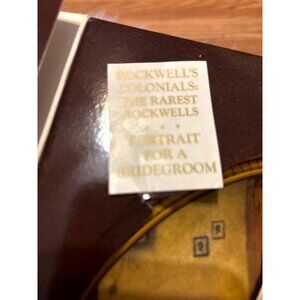 ROCKWELL'S
COLONIALS:
THE RAREST
ROCKWELLS
* * *
PORTRAIT
FOR A
BRIDEGROOM